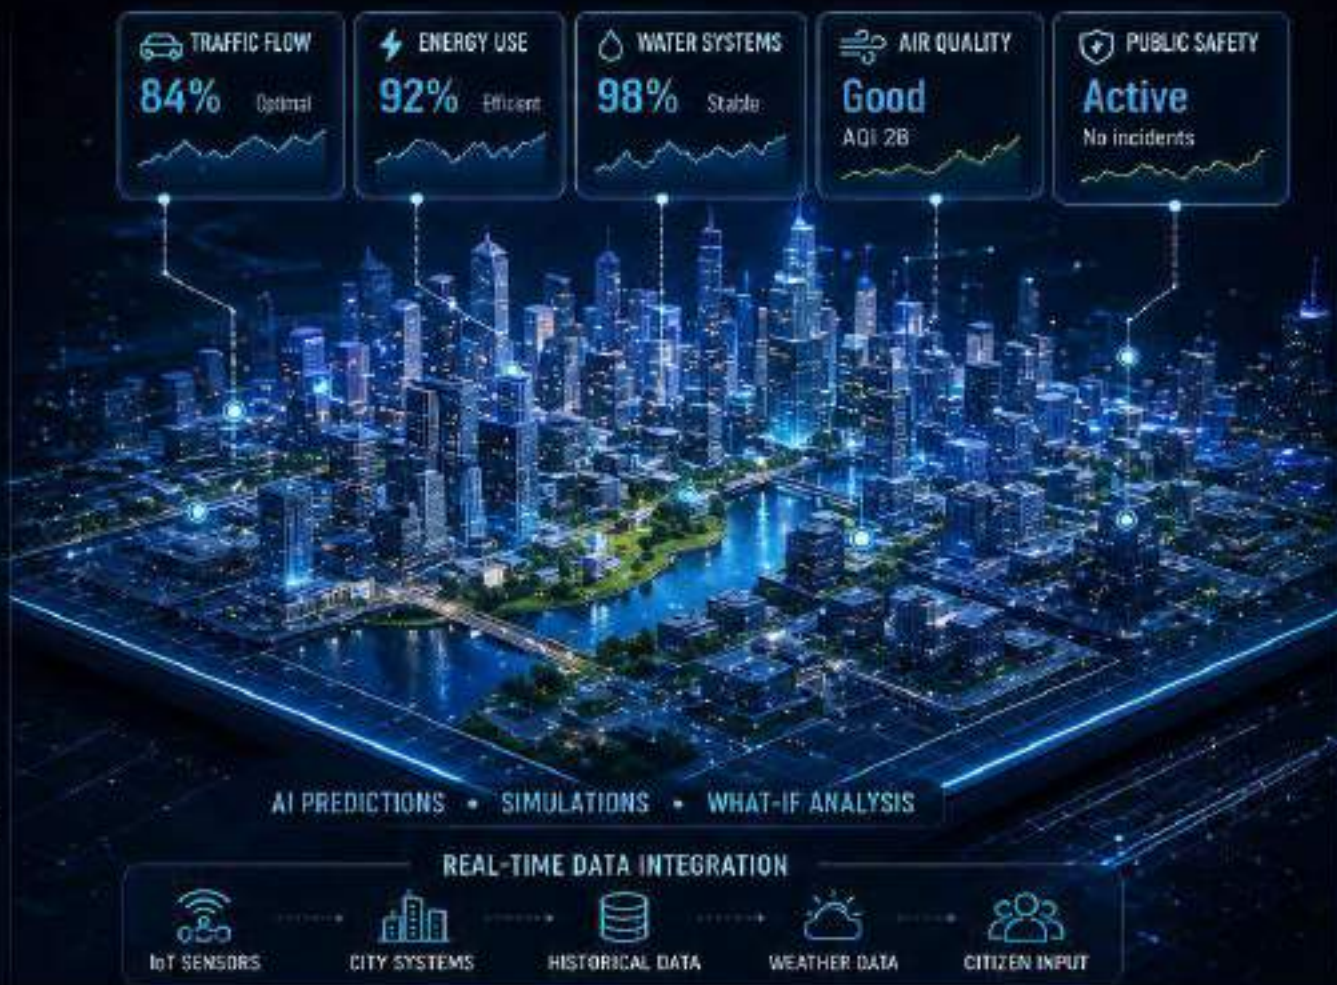 TRAFFIC FLOW
84% Optimal
ENERGY USE
92% Efficient
WATER SYSTEMS
98% Stable
AIR QUALITY
Good
AQI 28
PUBLIC SAFETY
Active
No incidents
AI PREDICTIONS • SIMULATIONS • WHAT-IF ANALYSIS
REAL-TIME DATA INTEGRATION
IoT SENSORS
CITY SYSTEMS
HISTORICAL DATA
WEATHER DATA
CITIZEN INPUT